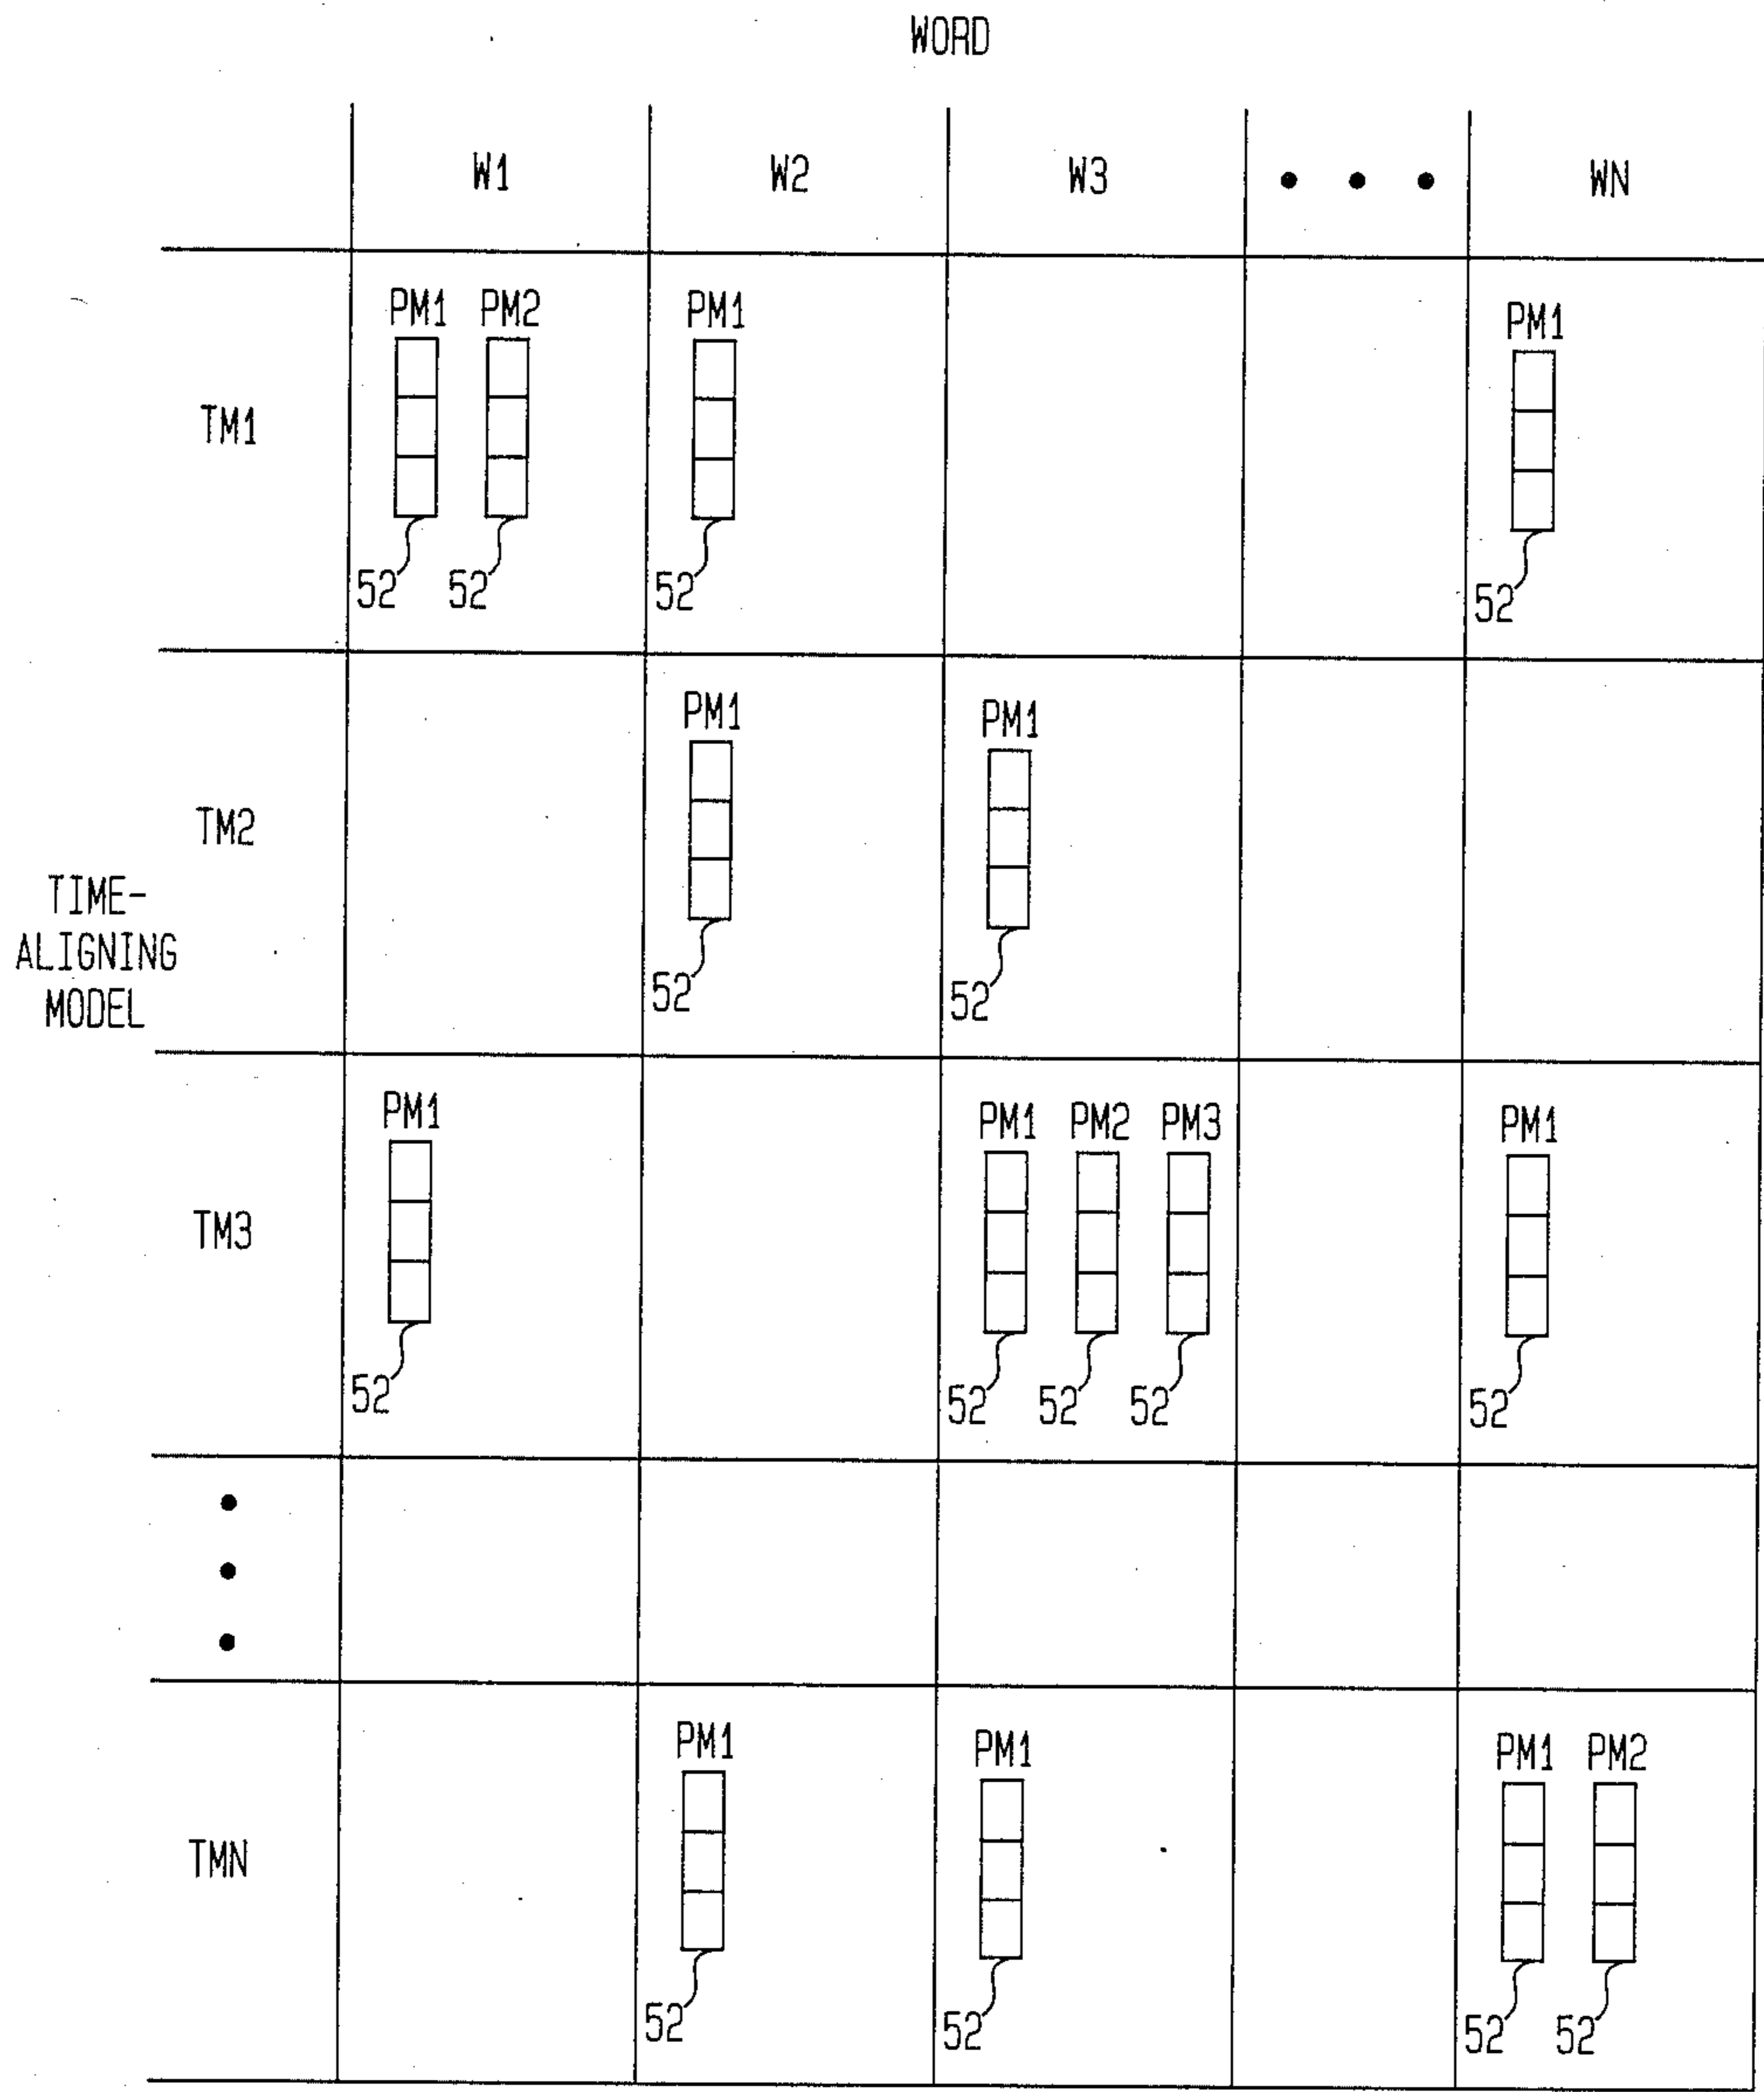 WORD
W1 W2 W3 • • • WN
PM1 PM2 PM1 PM1
TM1
52 52 52 52
PM1 PM1
TM2
TIME-
ALIGNING
MODEL
52 52
PM1 PM1 PM2 PM3 PM1
TM3
52 52 52 52 52
•
•
•
PM1 PM1 PM1 PM2
TMN
52 52 52 52